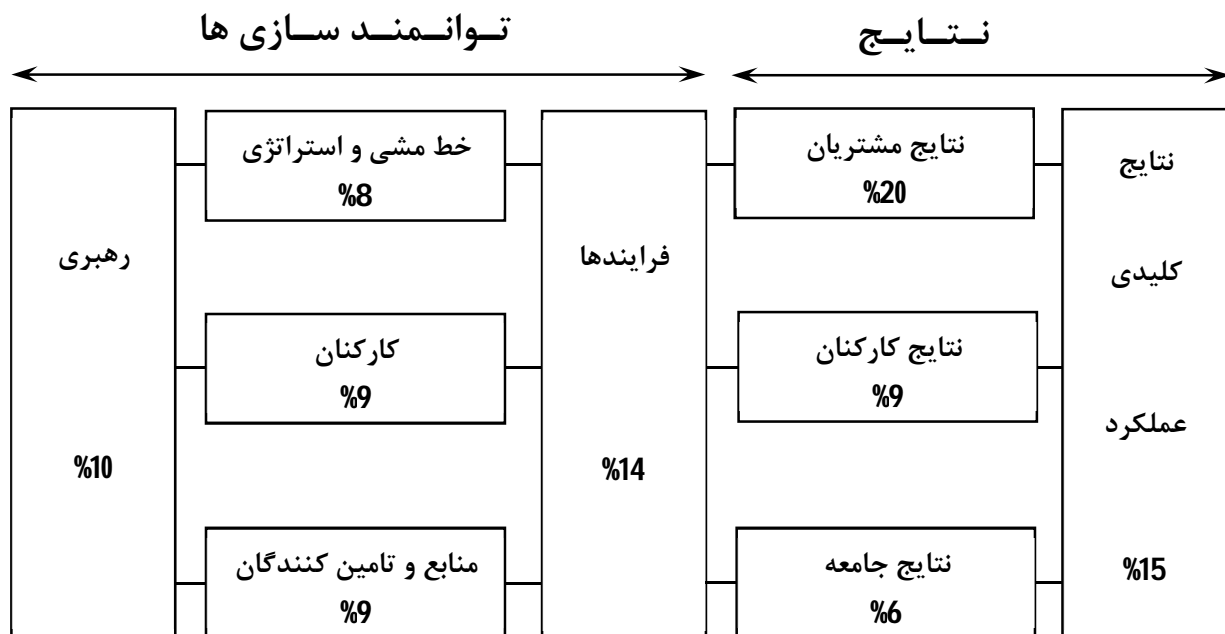 توانمند سازی ها
نتایج
رهبری
%10
خط مشی و استراتژی
%8
کارکنان
%9
منابع و تامین کنندگان
%9
فرایندها
%14
نتایج مشتریان
%20
نتایج کارکنان
%9
نتایج جامعه
%6
نتایج
کلیدی
عملکرد
%15